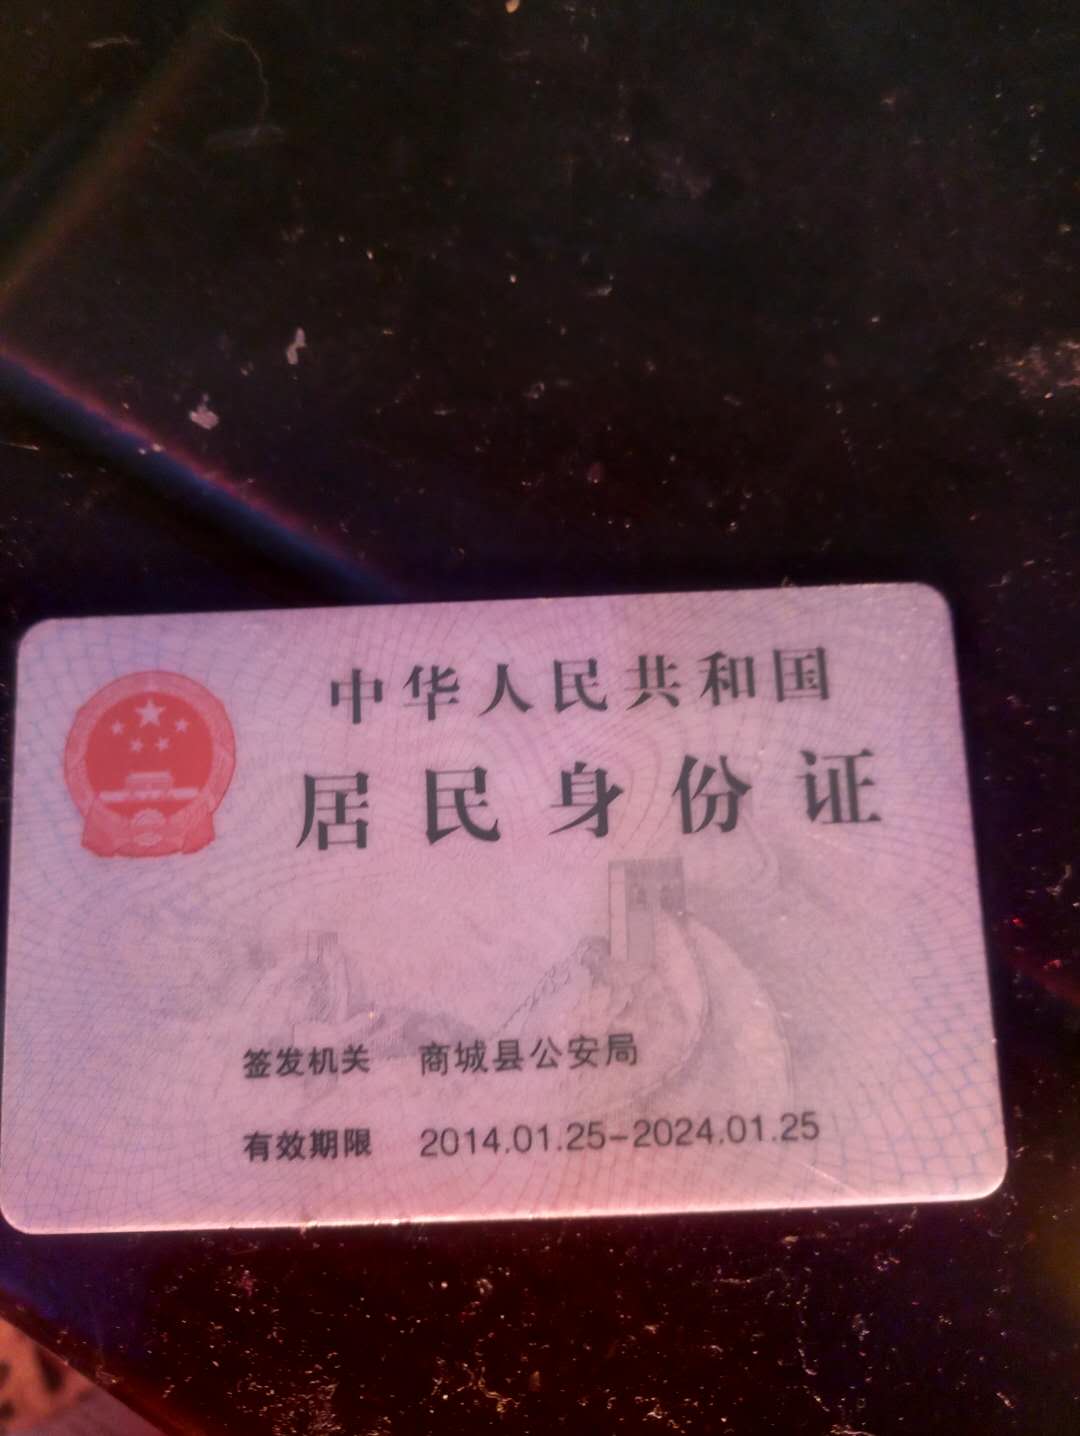 中华人民共和国
居民身份证
签发机关 商城县公安局
有效期限 2014.01.25-2024.01.25